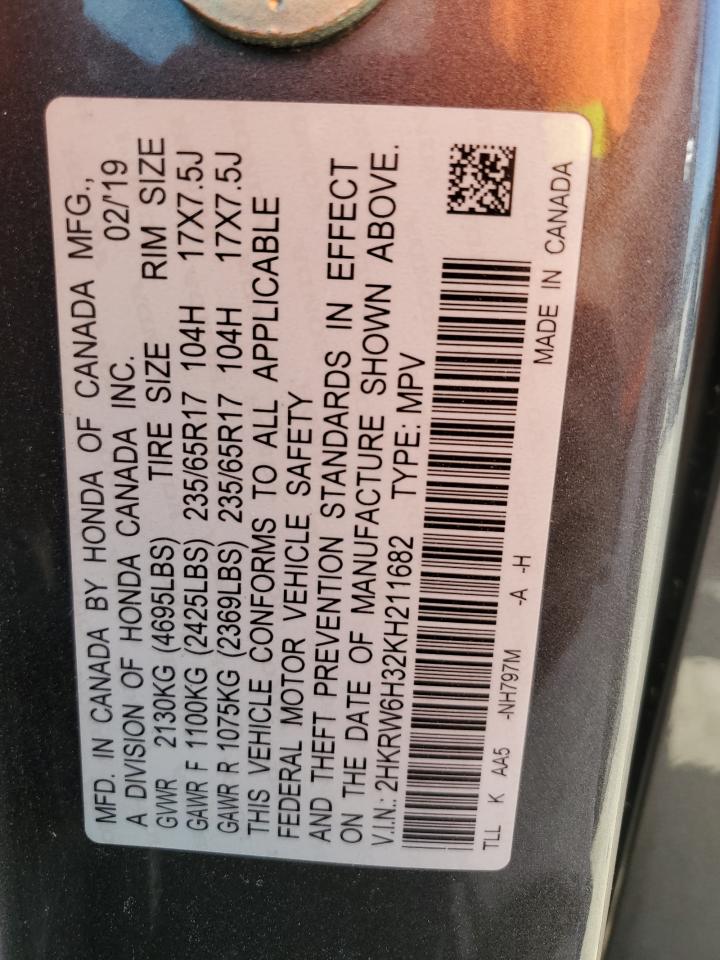 MFD. IN CANADA BY HONDA OF CANADA MFG.,
A DIVISION OF HONDA CANADA INC. 02/'19
GVWR 2130KG (4695LBS) TIRE SIZE RIM SIZE
GAWR F 1100KG (2425LBS) 235/65R17 104H 17X7.5J
GAWR R 1075KG (2369LBS) 235/65R17 104H 17X7.5J
THIS VEHICLE CONFORMS TO ALL APPLICABLE
FEDERAL MOTOR VEHICLE SAFETY
AND THEFT PREVENTION STANDARDS IN EFFECT
ON THE DATE OF MANUFACTURE SHOWN ABOVE.
V.I.N.: 2HKRW6H32KH211682 TYPE: MPV
TLL K AA5 -NH797M -A -H MADE IN CANADA